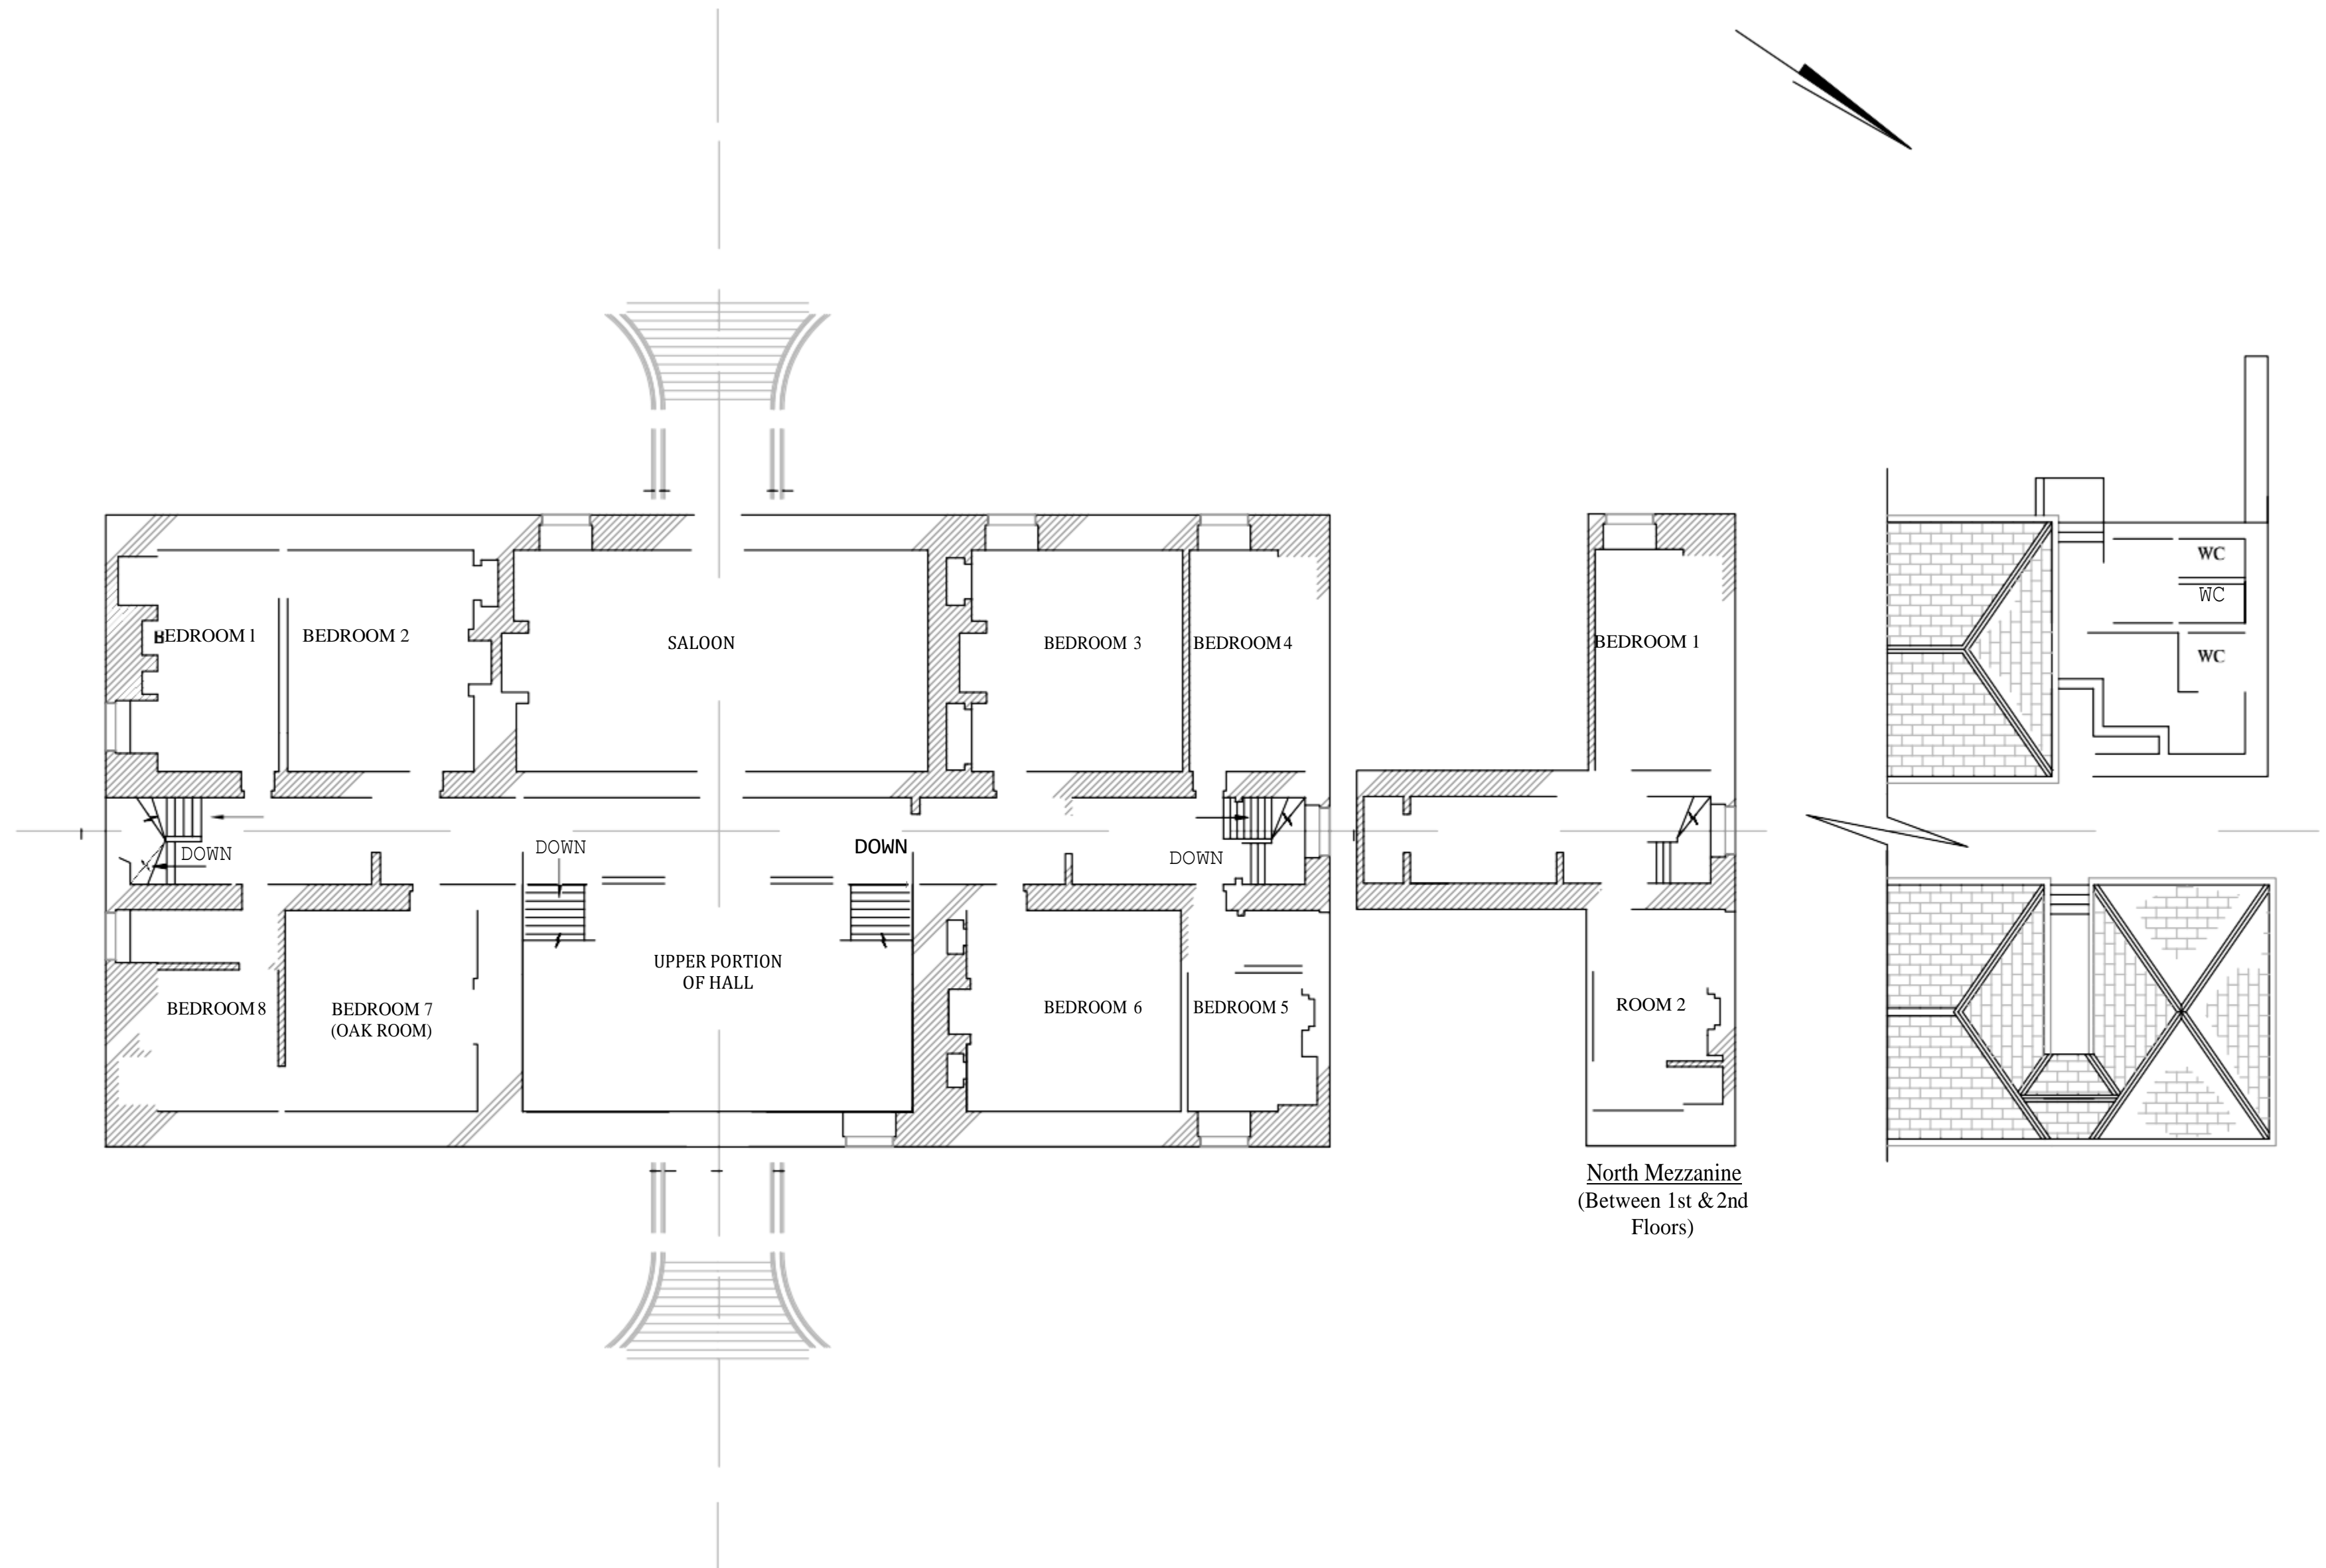 WC
WC
WC
BEDROOM 1
BEDROOM 2
SALOON
BEDROOM 3
BEDROOM 4
BEDROOM 1
DOWN
DOWN
DOWN
DOWN
UPPER PORTION
OF HALL
BEDROOM 8
BEDROOM 7
(OAK ROOM)
BEDROOM 6
BEDROOM 5
ROOM 2
North Mezzanine
(Between 1st & 2nd
Floors)